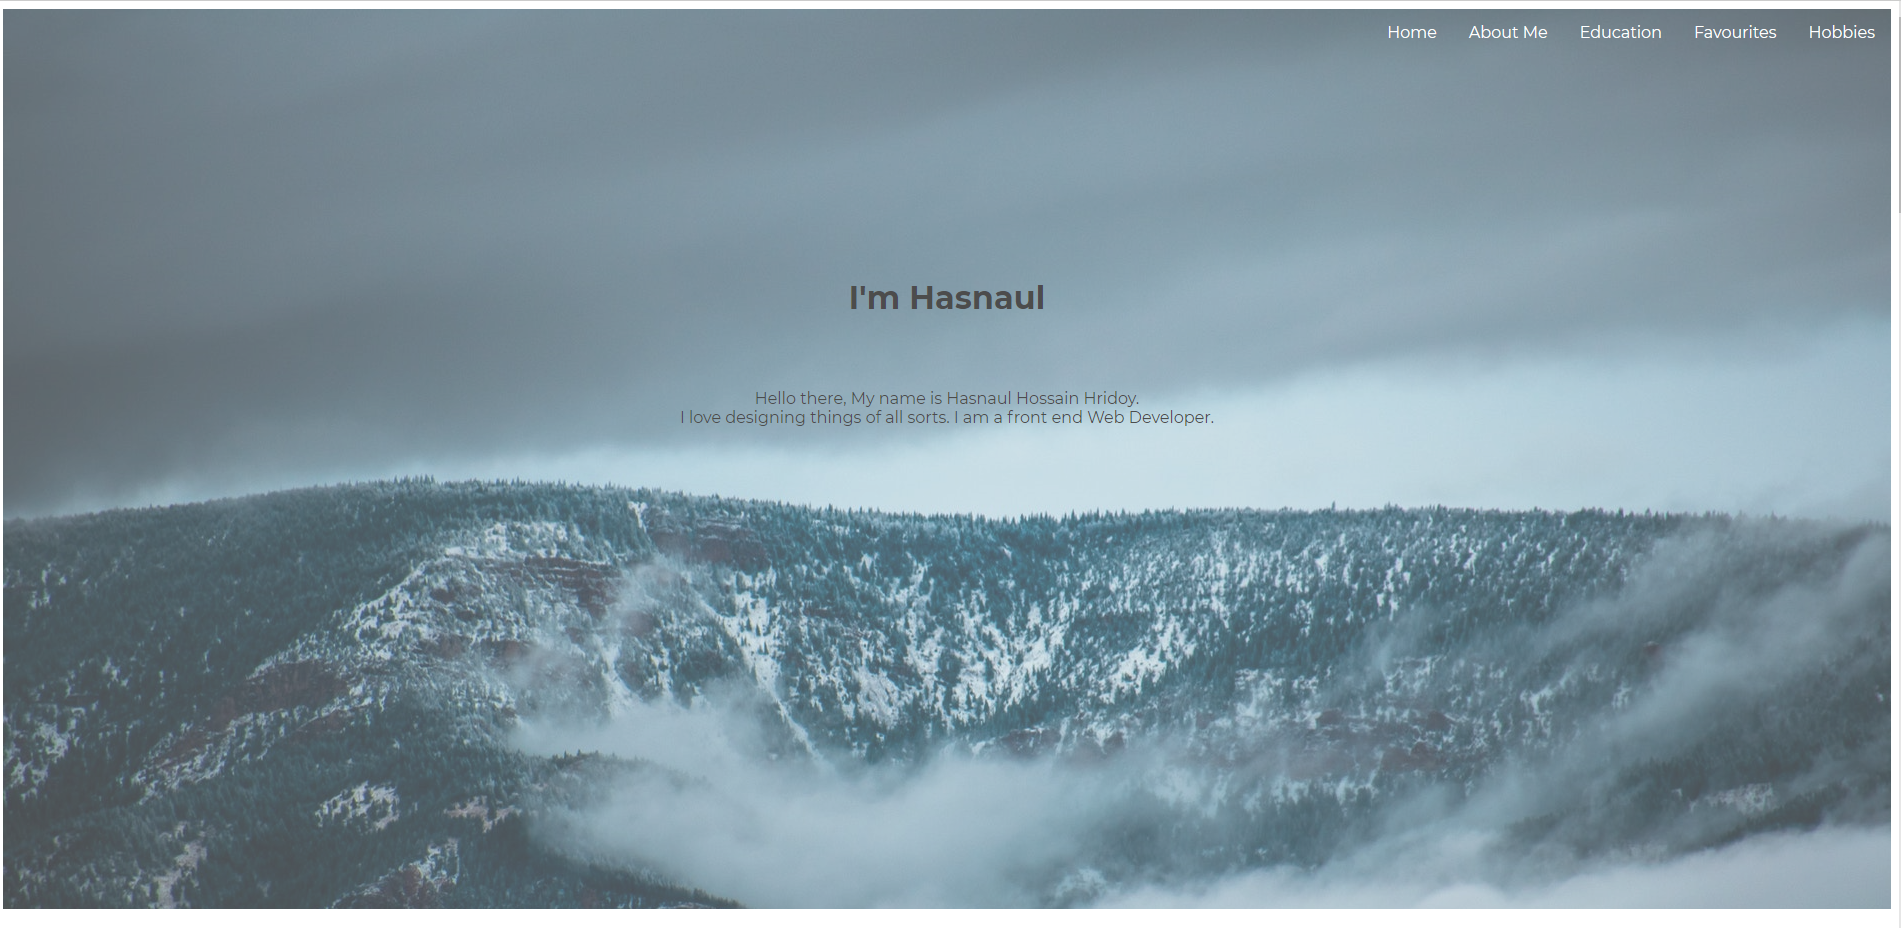 Home About Me Education Favourites Hobbies
I'm Hasnaul
Hello there, My name is Hasnaul Hossain Hridoy.
I love designing things of all sorts. I am a front end Web Developer.